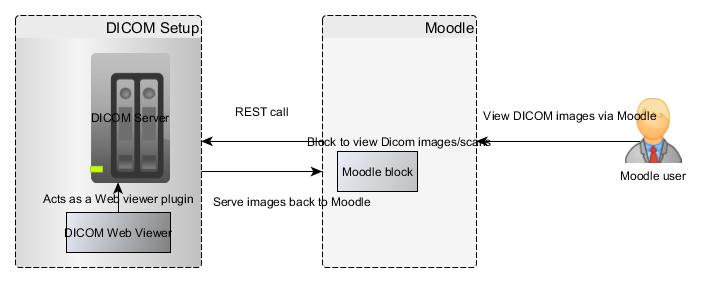 DICOM Setup
Moodle
DICOM Server
REST call
View DICOM images via Moodle
Block to view Dicom images/scans
Moodle block
Moodle user
Acts as a Web viewer plugin
Serve images back to Moodle
DICOM Web Viewer